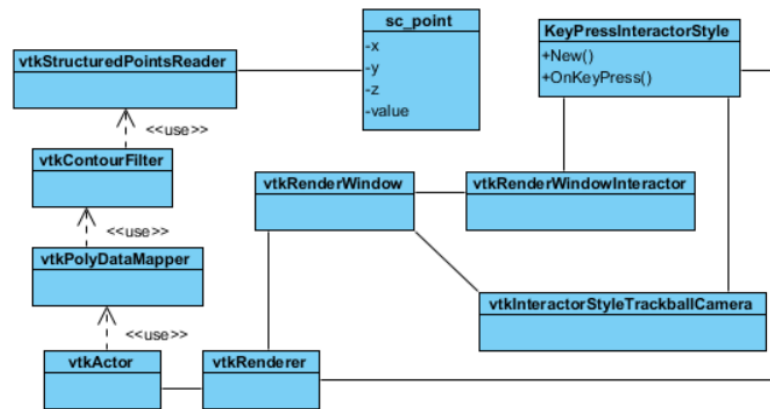 sc_point
-x
-y
-z
-value
KeyPressInteractorStyle
+New()
+OnKeyPress()
vtkStructuredPointsReader
<<use>>
vtkContourFilter
vtkRenderWindow
vtkRenderWindowInteractor
<<use>>
vtkPolyDataMapper
vtkInteractorStyleTrackballCamera
<<use>>
vtkActor
vtkRenderer